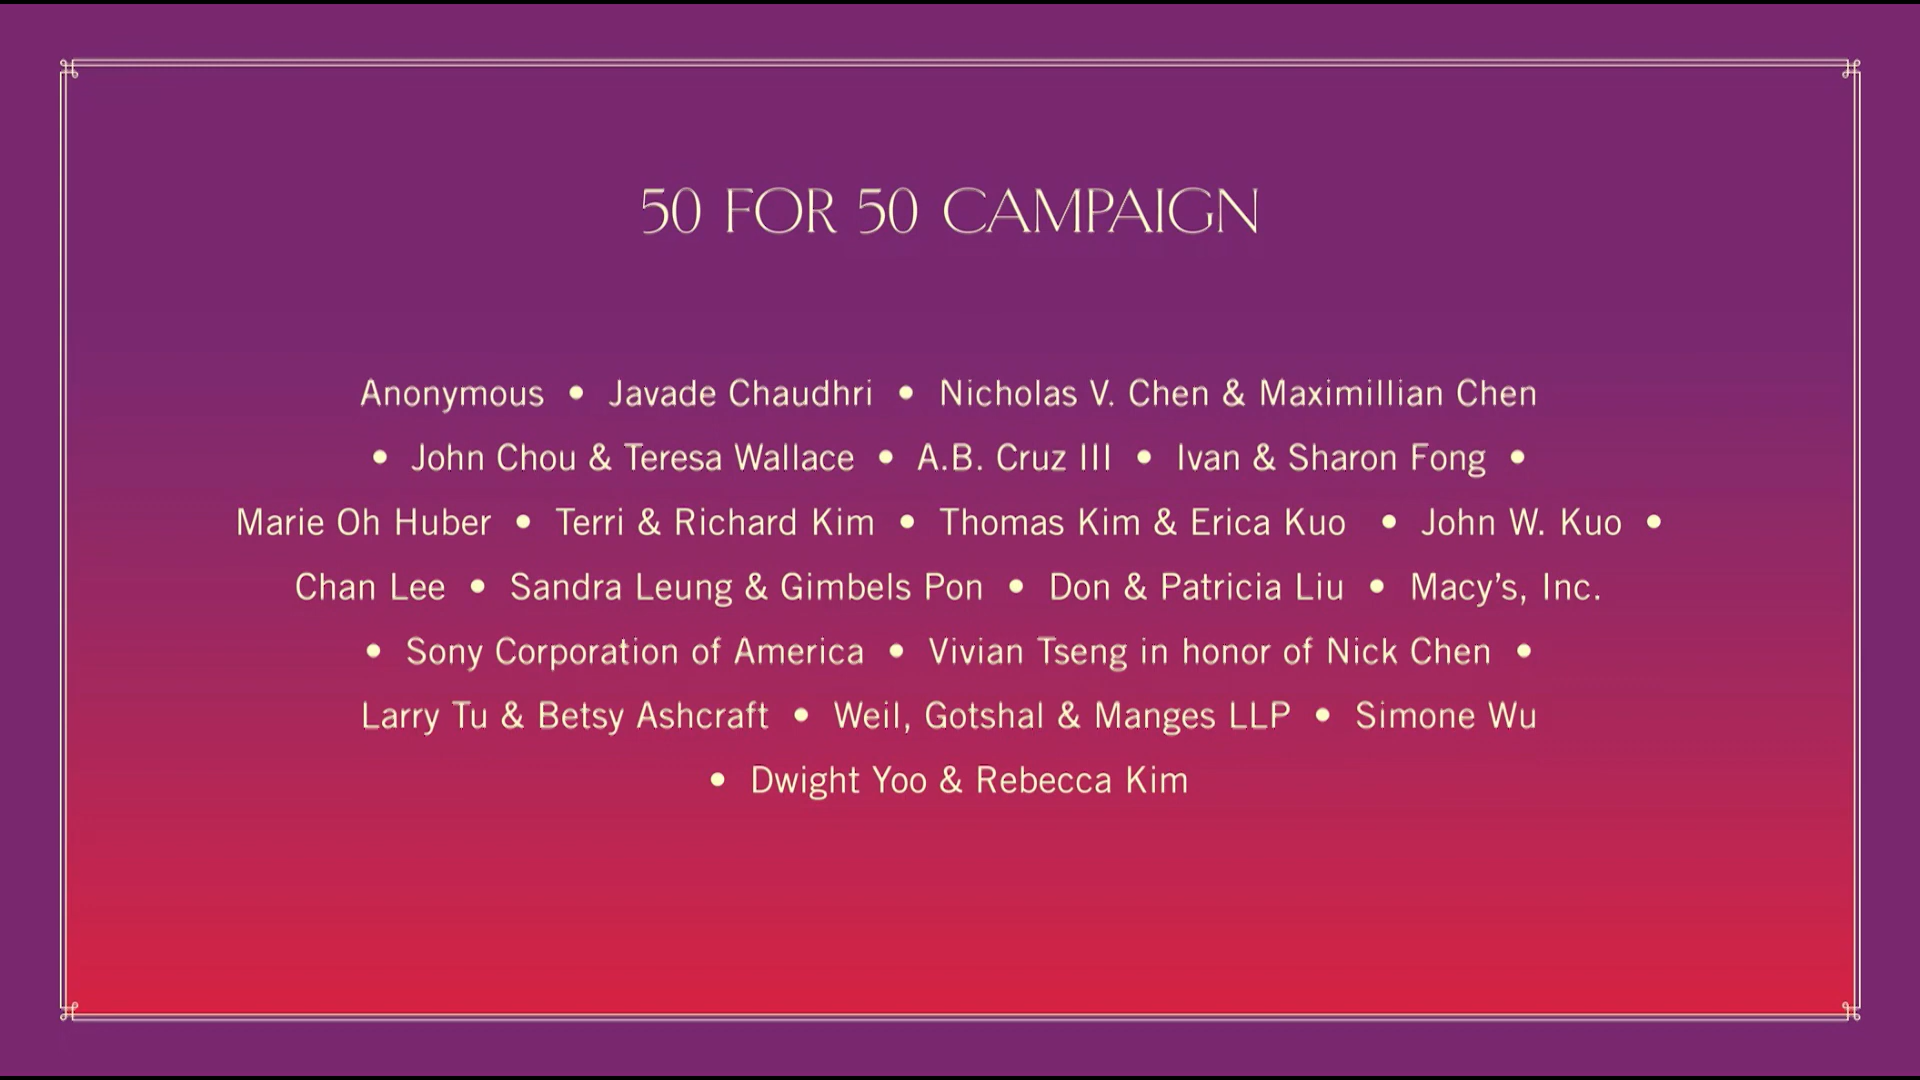 50 FOR 50 CAMPAIGN
Anonymous • Javade Chaudhri • Nicholas V. Chen & Maximillian Chen
• John Chou & Teresa Wallace • A.B. Cruz III • Ivan & Sharon Fong •
Marie Oh Huber • Terri & Richard Kim • Thomas Kim & Erica Kuo • John W. Kuo •
Chan Lee • Sandra Leung & Gimbels Pon • Don & Patricia Liu • Macy’s, Inc.
• Sony Corporation of America • Vivian Tseng in honor of Nick Chen •
Larry Tu & Betsy Ashcraft • Weil, Gotshal & Manges LLP • Simone Wu
• Dwight Yoo & Rebecca Kim